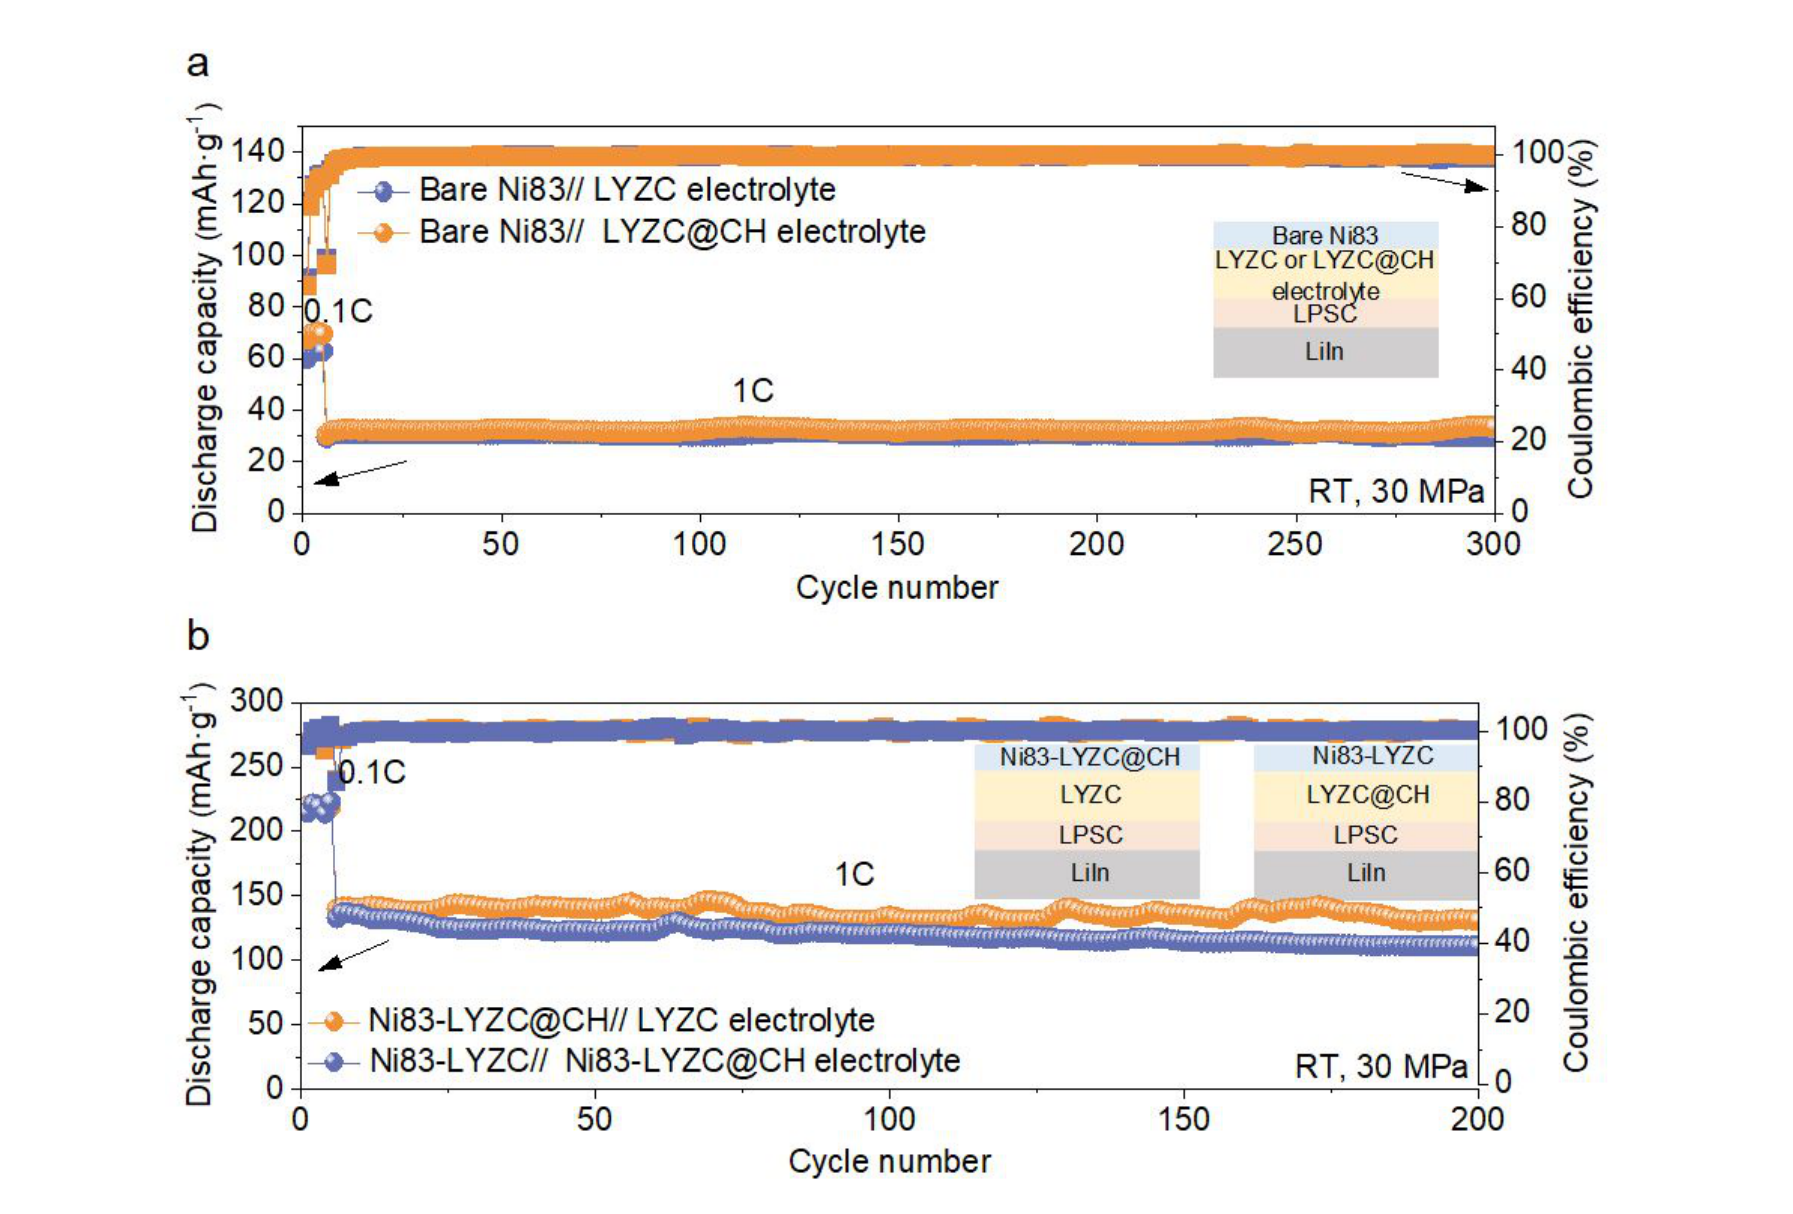 a
Discharge capacity (mAh·g-1)
140
120
100
80
60
40
20
0
Bare Ni83// LYZC electrolyte
Bare Ni83//  LYZC@CH electrolyte
0.1C
1C
Bare Ni83
LYZC or LYZC@CH
electrolyte
LPSC
LiIn
RT, 30 MPa
100
80
60
40
20
0
Coulombic efficiency (%)
0 50 100 150 200 250 300
Cycle number
b
Discharge capacity (mAh·g-1)
300
250
200
150
100
50
0
0.1C
1C
Ni83-LYZC@CH
LYZC
LPSC
LiIn
Ni83-LYZC
LYZC@CH
LPSC
LiIn
Ni83-LYZC@CH// LYZC electrolyte
Ni83-LYZC//  Ni83-LYZC@CH electrolyte
RT, 30 MPa
100
80
60
40
20
0
Coulombic efficiency (%)
0 50 100 150 200
Cycle number